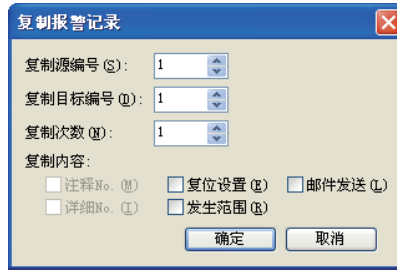 复制报警记录
复制源编号(S): 1
复制目标编号(D): 1
复制次数(N): 1
复制内容:
注释No. (M) 复位设置(E) 邮件发送(L)
详细No. (I) 发生范围(R)
确定 取消